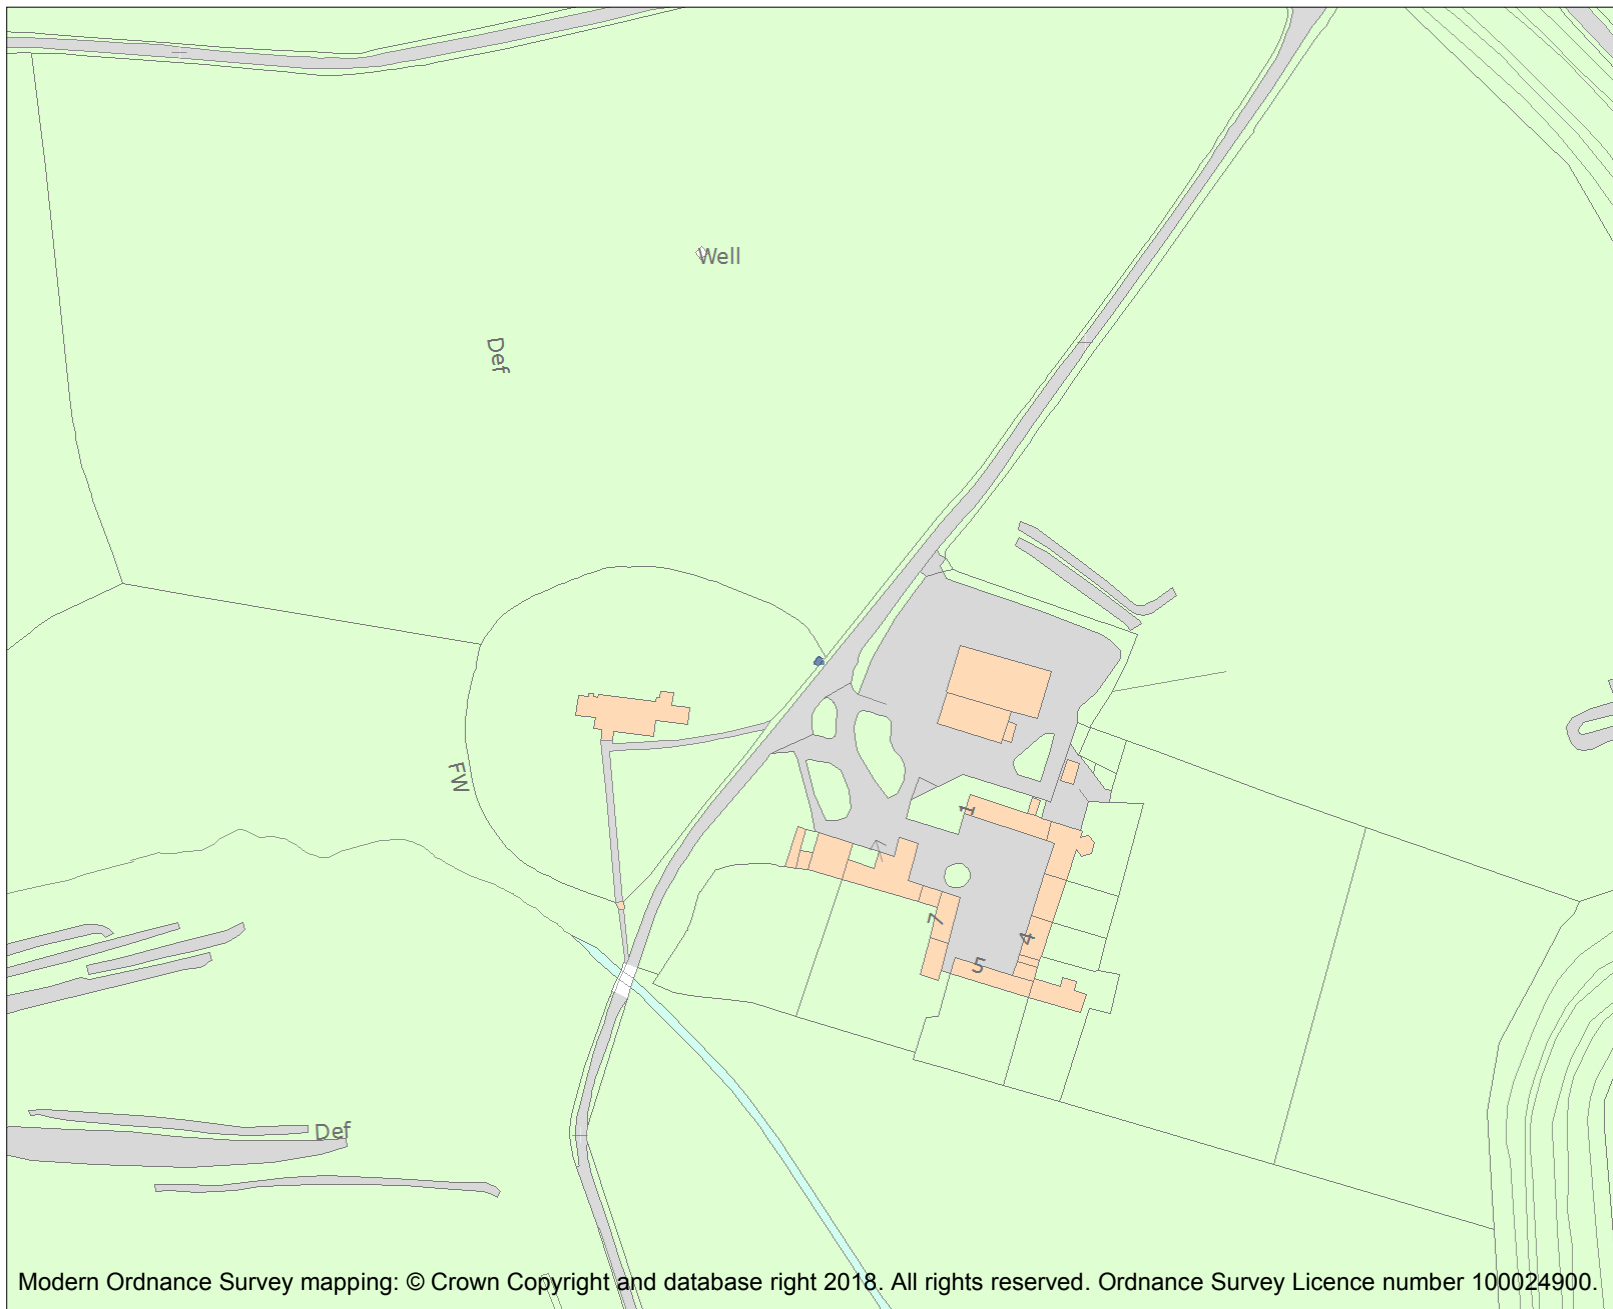 Well
Def
FW
1
7
4
5
Def
Modern Ordnance Survey mapping: © Crown Copyright and database right 2018. All rights reserved. Ordnance Survey Licence number 100024900.